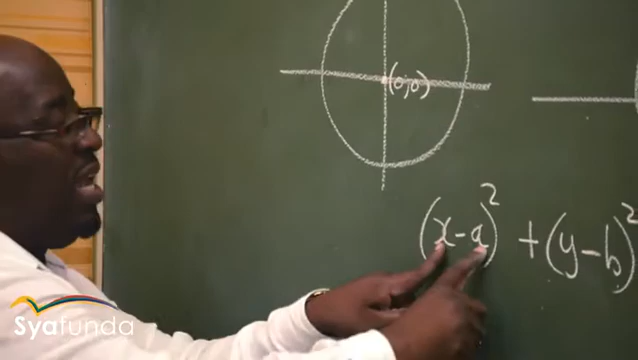 (0;0)
(x-a)² + (y-b)²
Syafunda